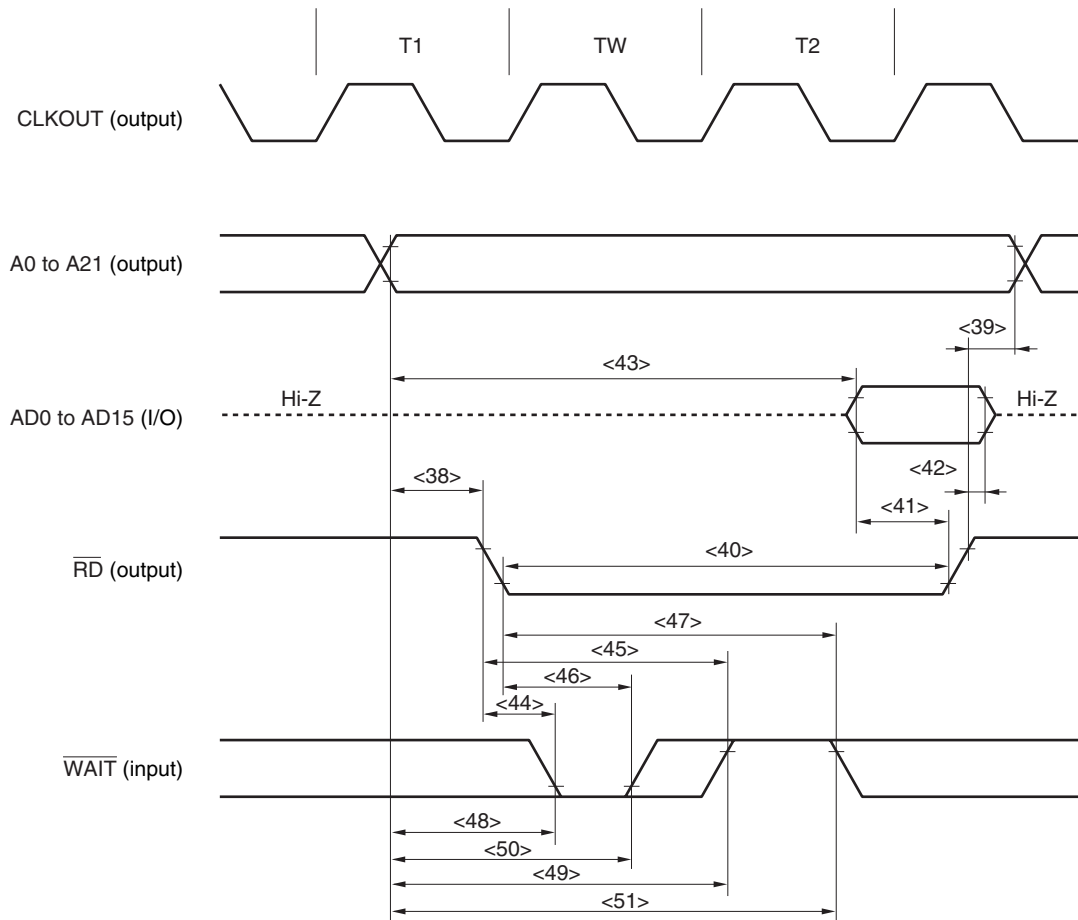 T1 TW T2
CLKOUT (output)
A0 to A21 (output)
<39>
<43>
Hi-Z Hi-Z
AD0 to AD15 (I/O)
<38> <42>
<41>
<40>
RD (output)
<47>
<45>
<46>
<44>
WAIT (input)
<48>
<50>
<49>
<51>